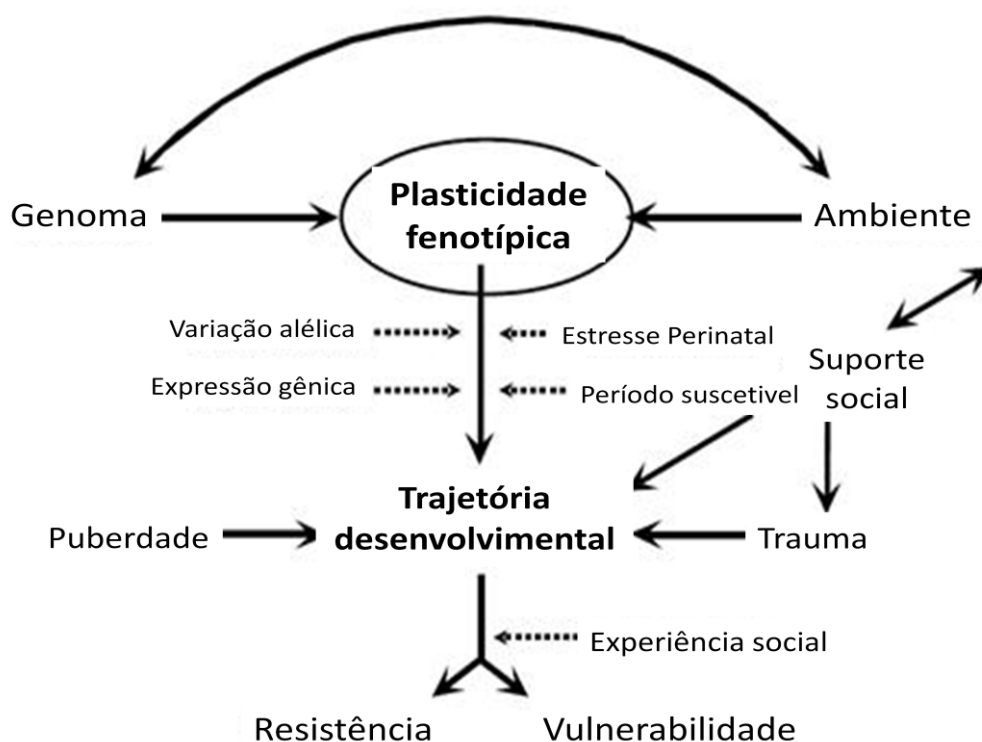 Plasticidade
fenotípica
Genoma
Ambiente
Variação alélica
Estresse Perinatal
Expressão gênica
Período suscetivel
Suporte
social
Trajetória
desenvolvimental
Puberdade
Trauma
Experiência social
Resistência
Vulnerabilidade